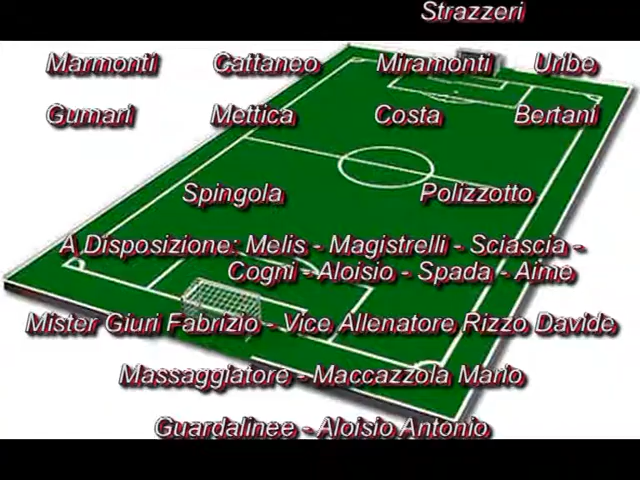 Strazzeri
Marmonti Cattaneo Miramonti Uribe
Gumari Mettica Costa Bertani
Spingola Polizzotto
A Disposizione: Melis - Magistrelli - Sciascia -
Cogni - Aloisio - Spada - Aime
Mister Giuri Fabrizio - Vice Allenatore Rizzo Davide
Massaggiatore - Maccazzola Mario
Guardalinee - Aloisio Antonio